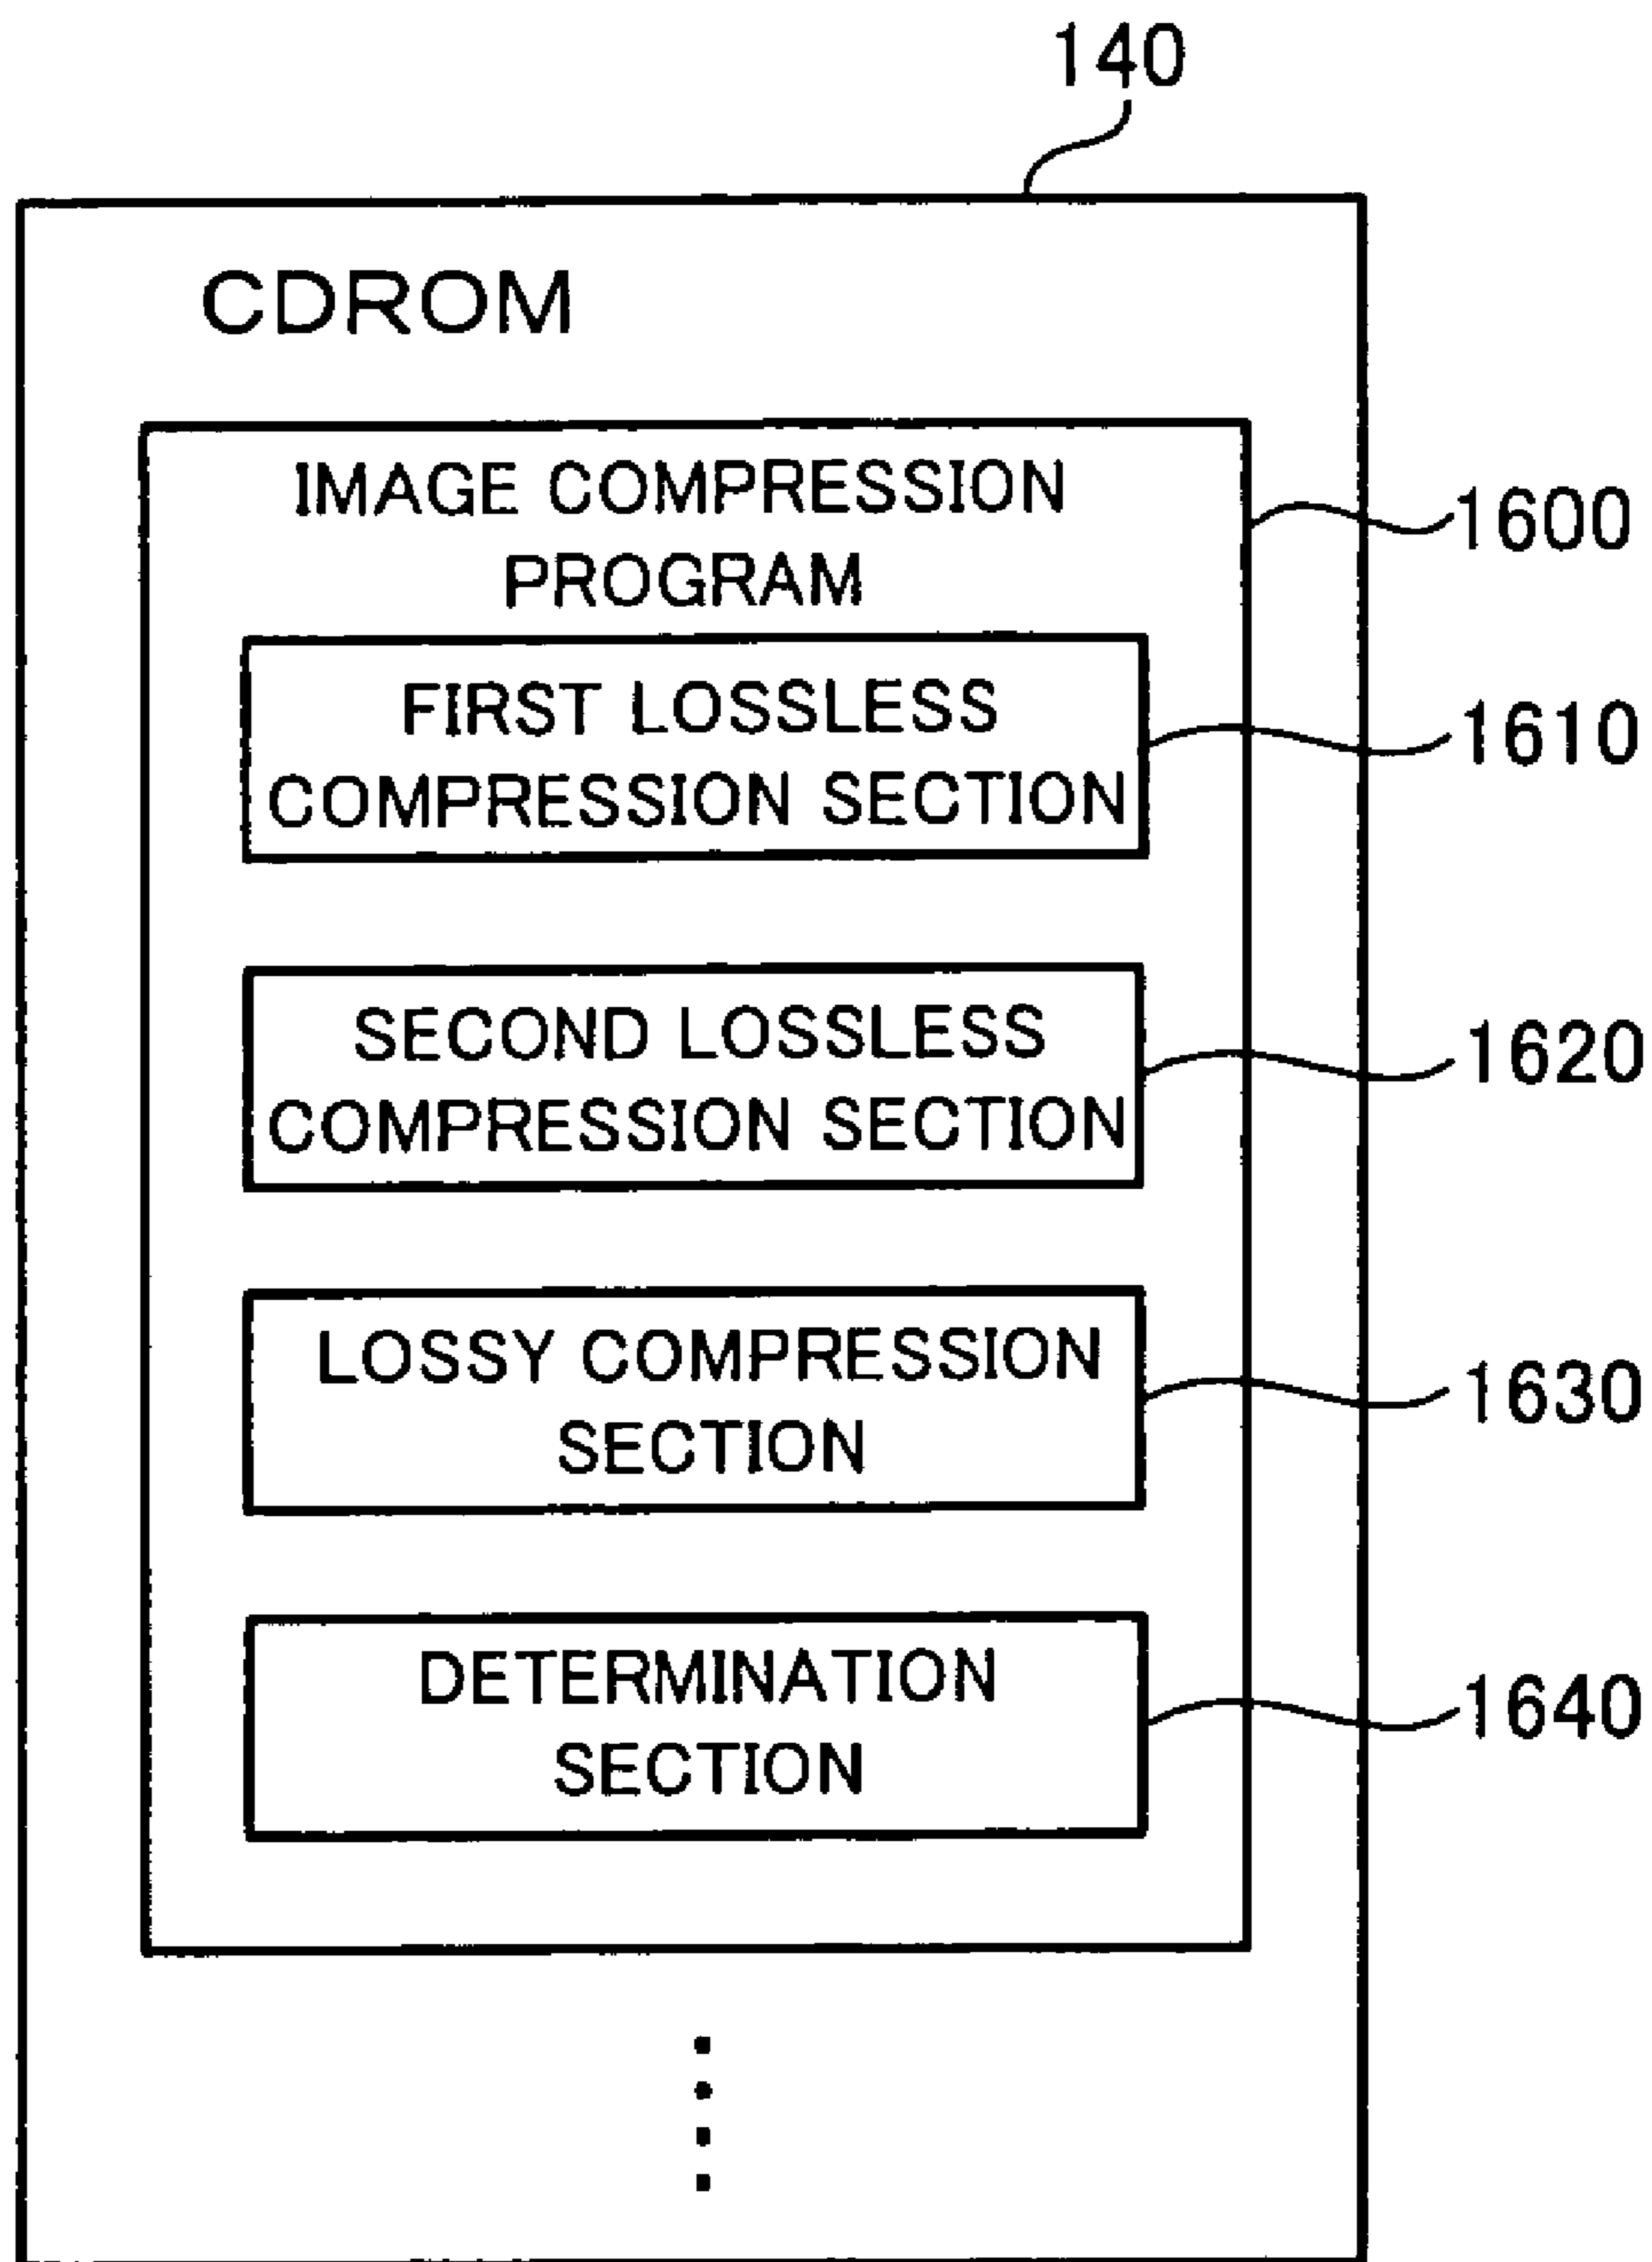 140
CDROM
IMAGE COMPRESSION
PROGRAM
1600
FIRST LOSSLESS
COMPRESSION SECTION
1610
SECOND LOSSLESS
COMPRESSION SECTION
1620
LOSSY COMPRESSION
SECTION
1630
DETERMINATION
SECTION
1640